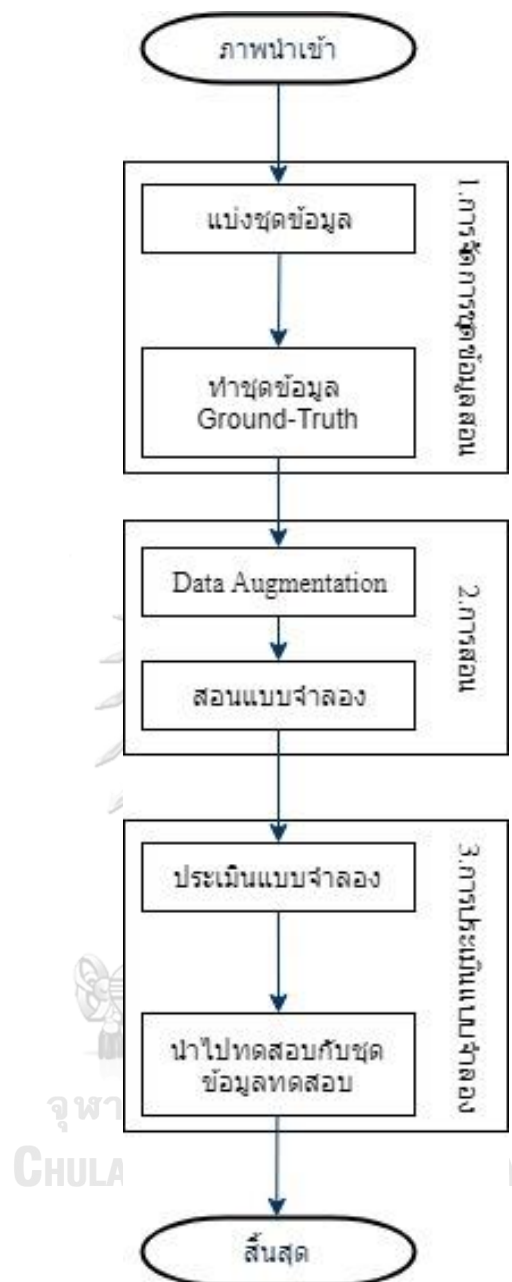 ภาพนำเข้า
1.การจัดการชุดข้อมูลสอน
แบ่งชุดข้อมูล
ทำชุดข้อมูล
Ground-Truth
2.การสอน
Data Augmentation
สอนแบบจำลอง
3.การประเมินแบบจำลอง
ประเมินแบบจำลอง
นำไปทดสอบกับชุด
ข้อมูลทดสอบ
จุฬา
CHULA
สิ้นสุด